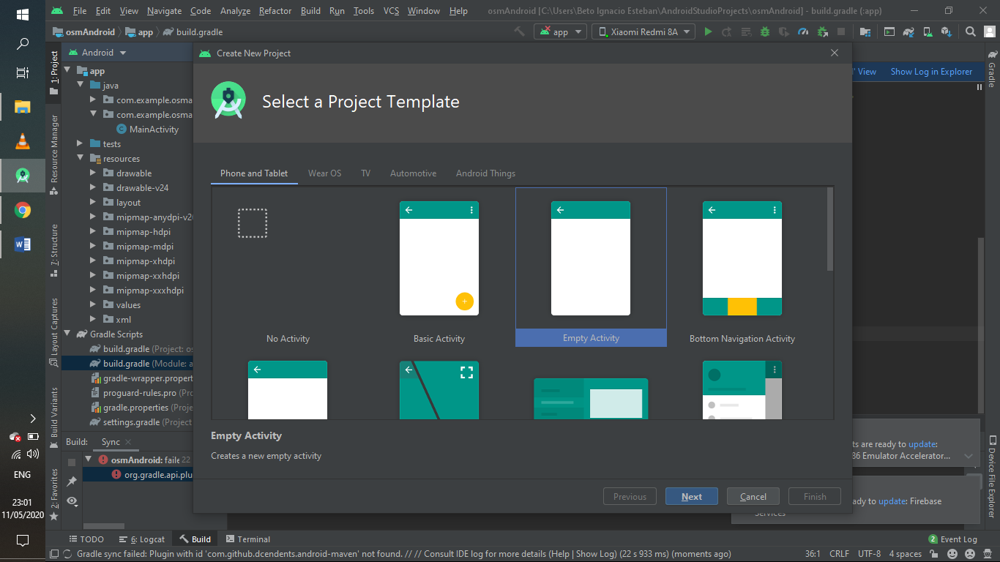 File Edit View Navigate Code Analyze Refactor Build Run Tools VCS Window Help osmAndroid [C:\Users\Beto Ignacio Esteban\AndroidStudioProjects\osmAndroid] - build.gradle (:app)
osmAndroid app build.gradle app Xiaomi Redmi 8A
1: Project
Resource Manager
7: Structure
Layout Captures
Build Variants
2: Favorites
Android
app
java
com.example.osma
com.example.osma
MainActivity
tests
resources
drawable
drawable-v24
layout
mipmap-anydpi-v26
mipmap-hdpi
mipmap-mdpi
mipmap-xhdpi
mipmap-xxhdpi
mipmap-xxxhdpi
values
xml
Gradle Scripts
build.gradle (Project: os
build.gradle (Module: a
gradle-wrapper.propert
proguard-rules.pro (Pro
gradle.properties (Proje
settings.gradle (Project
Create New Project
Select a Project Template
Phone and Tablet Wear OS TV Automotive Android Things
No Activity Basic Activity Empty Activity Bottom Navigation Activity
Empty Activity
Creates a new empty activity
Previous Next Cancel Finish
View Show Log in Explorer
Gradle
Device File Explorer
ts are ready to update:
86 Emulator Accelerator...
dy to update: Firebase
Services
Build: Sync
osmAndroid: faile 22
org.gradle.api.plu
TODO 6: Logcat Build Terminal 2 Event Log
Gradle sync failed: Plugin with id 'com.github.dcendents.android-maven' not found. // // Consult IDE log for more details (Help | Show Log) (22 s 933 ms) (moments ago) 36:1 CRLF UTF-8 4 spaces
ENG
23:01
11/05/2020